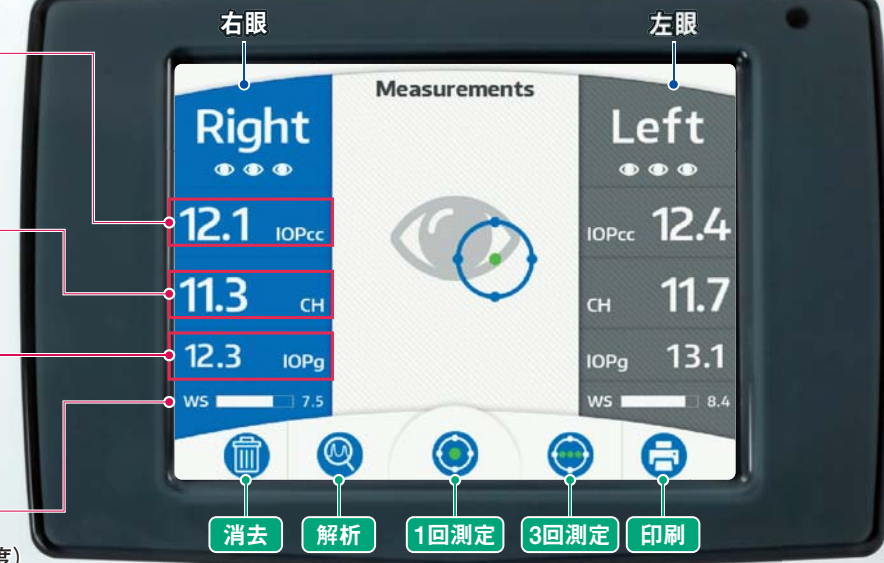 右眼
左眼
Measurements
Right
12.1 IOPcc
11.3 CH
12.3 IOPg
WS 7.5
Left
IOPcc 12.4
CH 11.7
IOPg 13.1
WS 8.4
消去
解析
1回測定
3回測定
印刷
度)